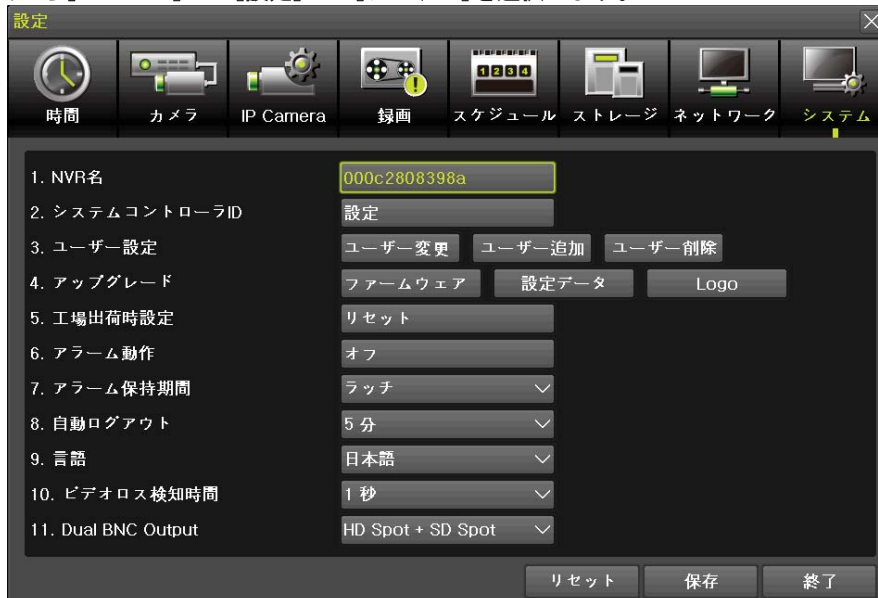 設定
時間 カメラ IP Camera 録画 スケジュール ストレージ ネットワーク システム
1234
1. NVR名 000c2808398a
2. システムコントローラID 設定
3. ユーザー設定 ユーザー変更 ユーザー追加 ユーザー削除
4. アップグレード ファームウェア 設定データ Logo
5. 工場出荷時設定 リセット
6. アラーム動作 オフ
7. アラーム保持期間 ラッチ
8. 自動ログアウト 5 分
9. 言語 日本語
10. ビデオロス検知時間 1 秒
11. Dual BNC Output HD Spot + SD Spot
リセット 保存 終了